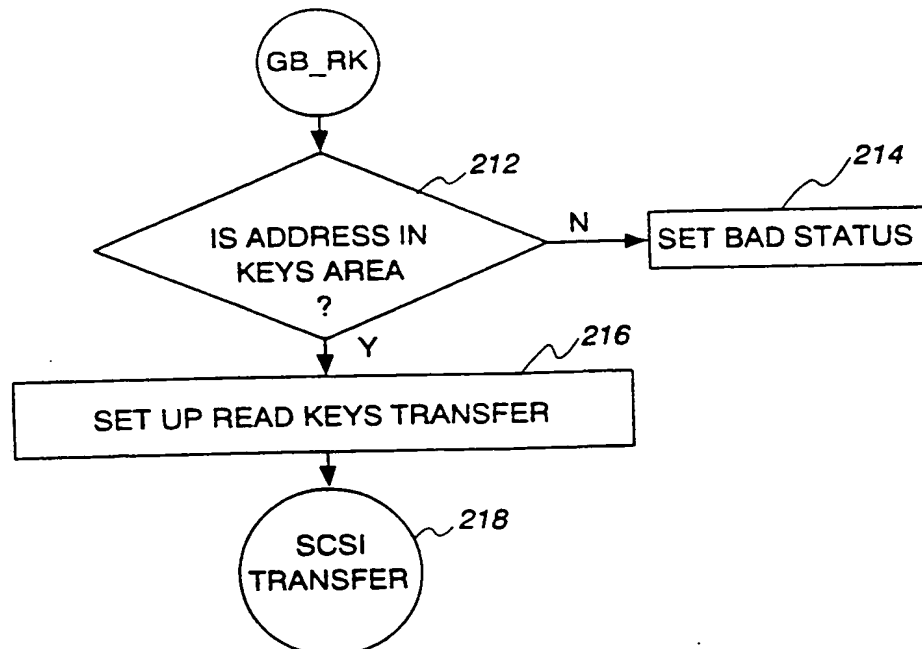 GB_RK
212
214
IS ADDRESS IN
KEYS AREA
?
N
SET BAD STATUS
Y
216
SET UP READ KEYS TRANSFER
218
SCSI
TRANSFER